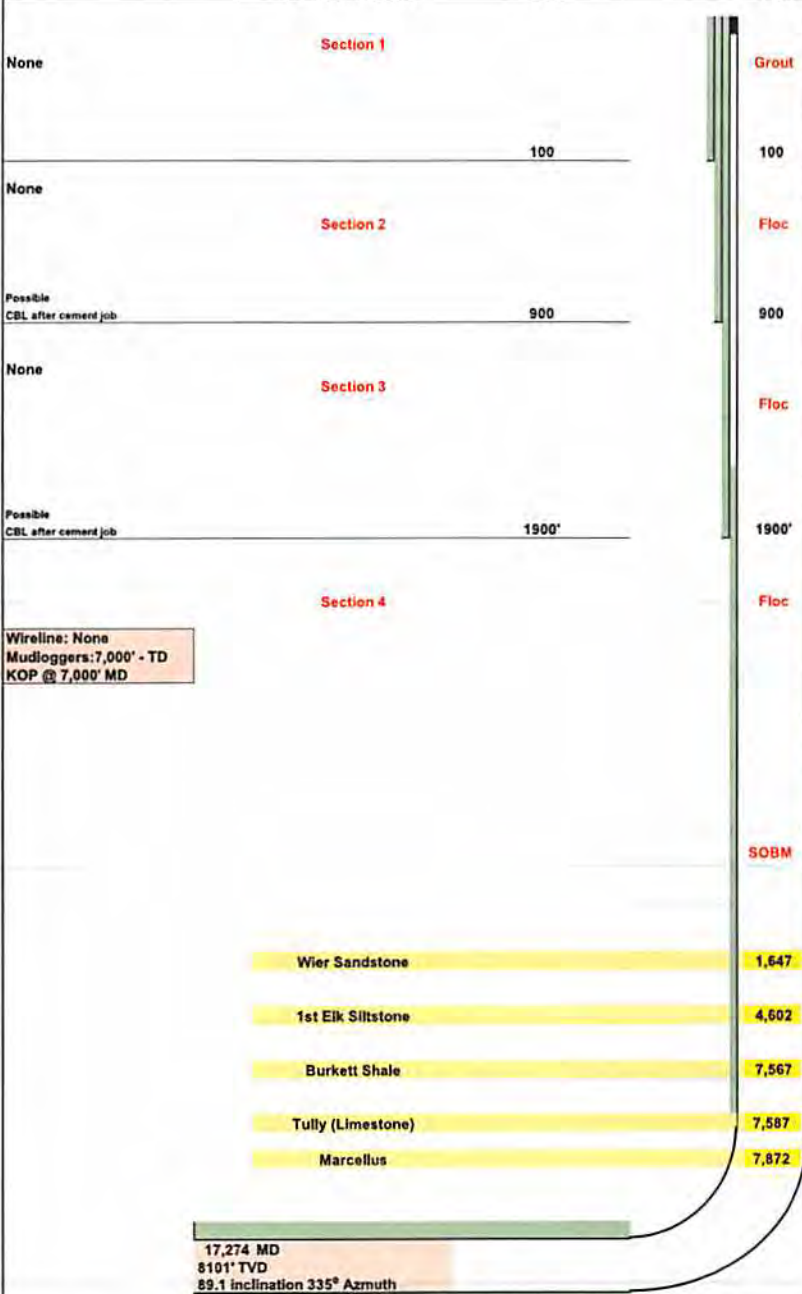 Section 1
None
Grout
100
100
None
Section 2
Floc
Possible
CBL after cement job
900
900
None
Section 3
Floc
Possible
CBL after cement job
1900'
1900'
Section 4
Floc
Wireline: None
Mudloggers:7,000' - TD
KOP @ 7,000' MD
SOBM
Wier Sandstone
1,647
1st Elk Siltstone
4,602
Burkett Shale
7,567
Tully (Limestone)
7,587
Marcellus
7,872
17,274 MD
8101' TVD
89.1 inclination 335º Azmuth